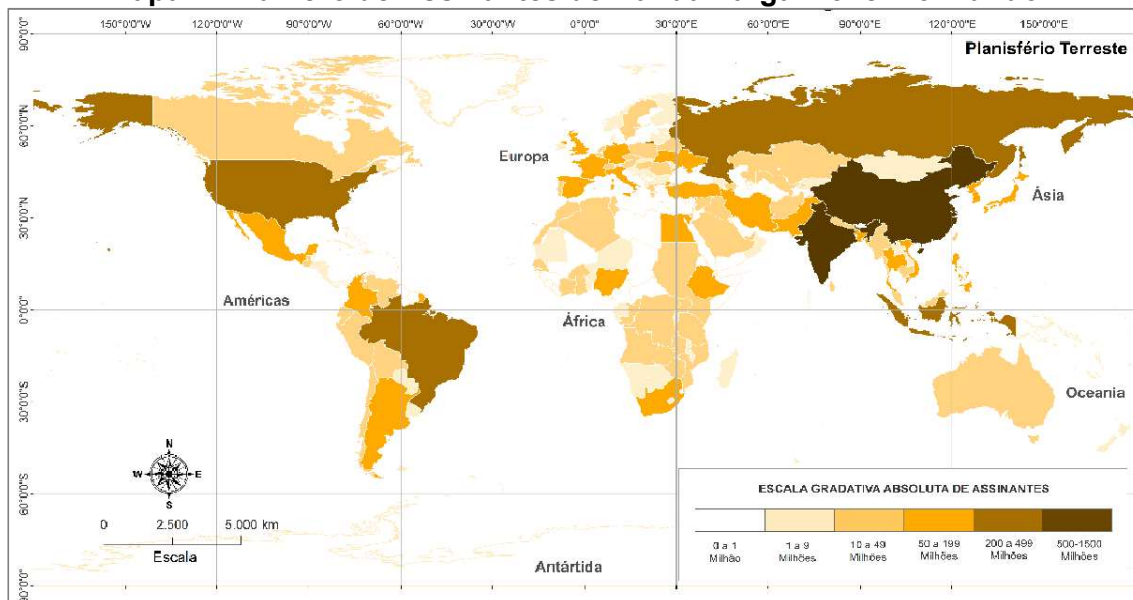 150°0'0"W 120°0'0"W 90°0'0"W 60°0'0"W 30°0'0"W 0°0'0" 30°0'0"E 60°0'0"E 90°0'0"E 120°0'0"E 150°0'0"E
90°0'0"
Planisfério Terreste
60°0'0"N
Europa
Ásia
30°0'0"N
Américas
0°0'0"
África
30°0'0"S
Oceania
N
W E
S
0 2.500 5.000 km
Escala
60°0'0"S
Antártida
90°0'0"
ESCALA GRADATIVA ABSOLUTA DE ASSINANTES
0 a 1 1 a 9 10 a 49 50 a 199 200 a 499 500-1500
Milhão Milhões Milhões Milhões Milhões Milhões